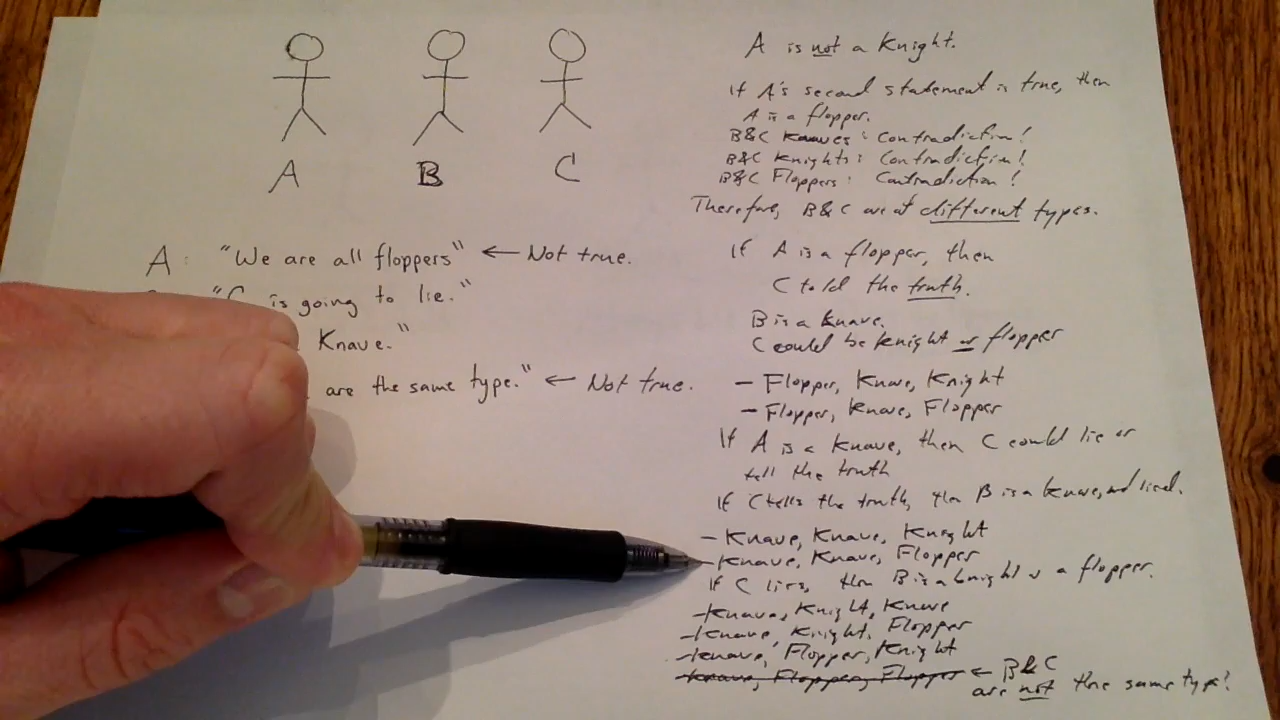 A B C
A: "We are all floppers" ← Not true.
"C is going to lie."
Knave."
are the same type." ← Not true.
A is not a Knight.
If A's second statement is true, then
A is a flopper.
B&C Knaves: Contradiction!
B&C Knights: Contradiction!
B&C Floppers: Contradiction!
Therefore, B&C are of different types.
If A is a flopper, then
C told the truth.
B is a Knave.
C could be Knight or flopper
- Flopper, Knave, Knight
- Flopper, Knave, Flopper
If A is a Knave, then C could lie or
tell the truth
If C tells the truth, then B is a knave, and lied.
- Knave, Knave, Knight
- Knave, Knave, Flopper
If C lies, then B is a knight or a flopper.
- Knave, Knight, Knave
- Knave, Knight, Flopper
- Knave, Flopper, Knight
- Knave, Flopper, Flopper ← B&C
are not the same type!